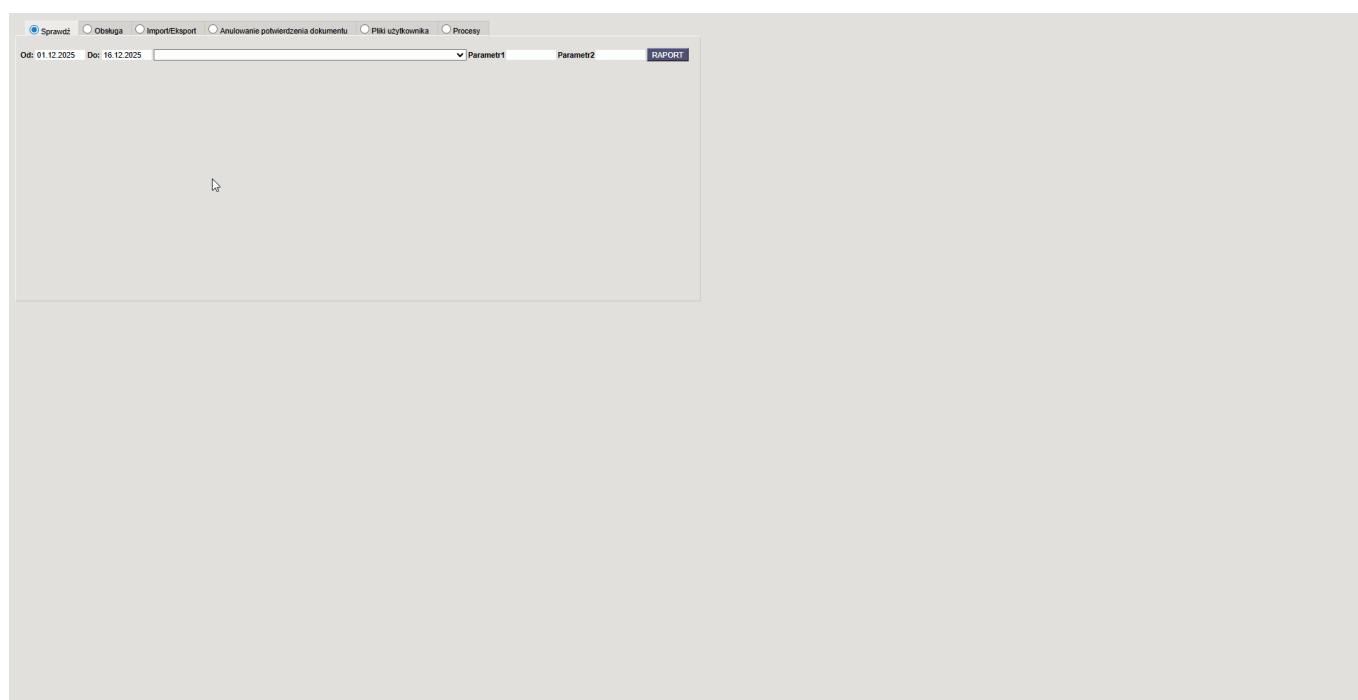 Sprawdź Obsługa Import/Eksport Anulowanie potwierdzenia dokumentu Pliki użytkownika Procesy
Od: 01.12.2025 Do: 16.12.2025 Parametr1 Parametr2 RAPORT